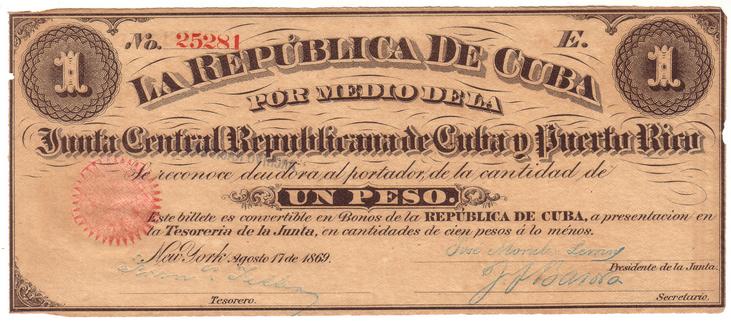 No. 25281 E.
1 LA REPÚBLICA DE CUBA 1
POR MEDIO DE LA
Junta Central Republicana de Cuba y Puerto Rico
Se reconoce deudora, al portador, de la cantidad de
UN PESO.
Este billete es convertible en Bonos de la REPÚBLICA DE CUBA, a presentacion en
la Tesoreria de la Junta, en cantidades de cien pesos á lo ménos.
New York Agosto 17 de 1869.
Presidente de la Junta.
Tesorero. Secretario.